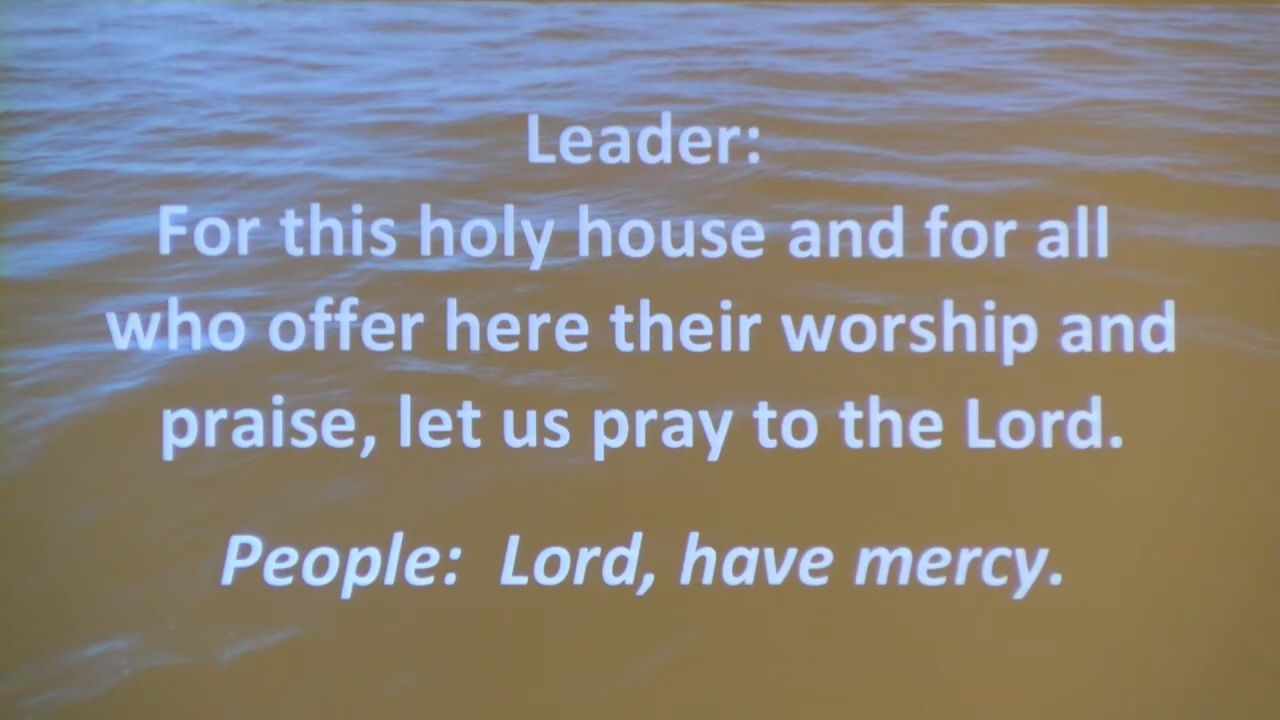 Leader:
For this holy house and for all
who offer here their worship and
praise, let us pray to the Lord.
People:  Lord, have mercy.